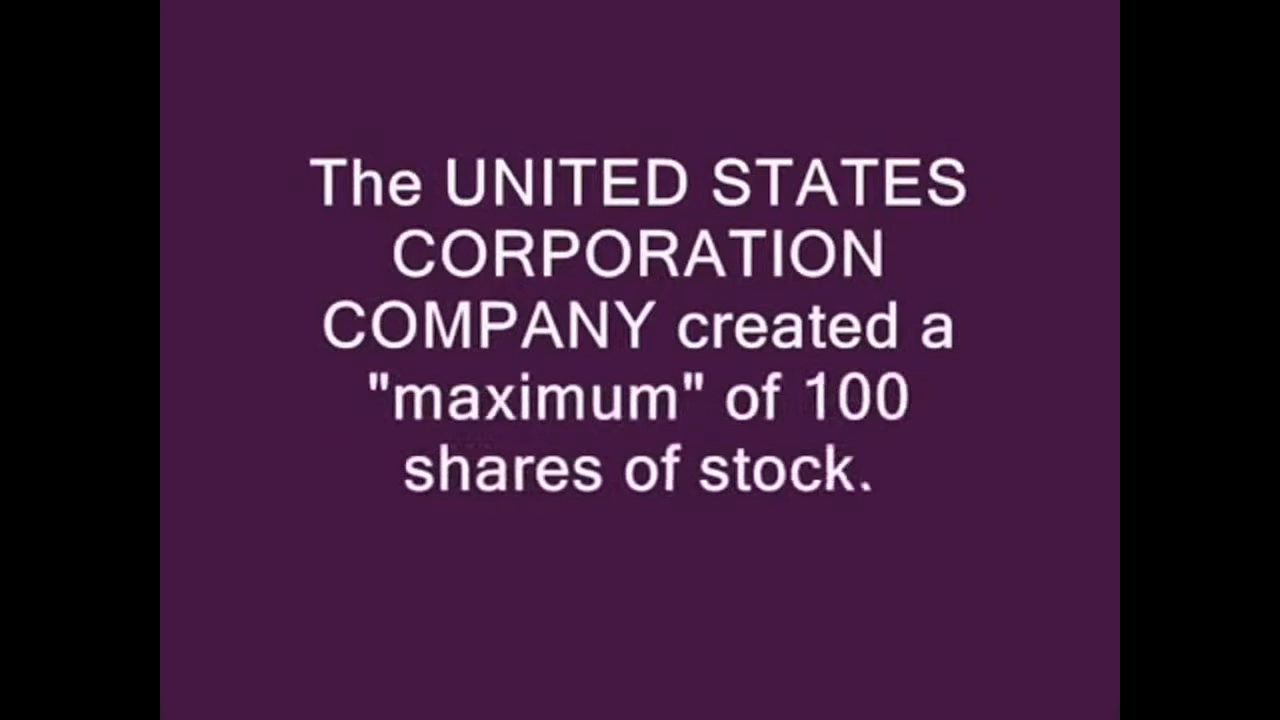 The UNITED STATES
CORPORATION
COMPANY created a
"maximum" of 100
shares of stock.